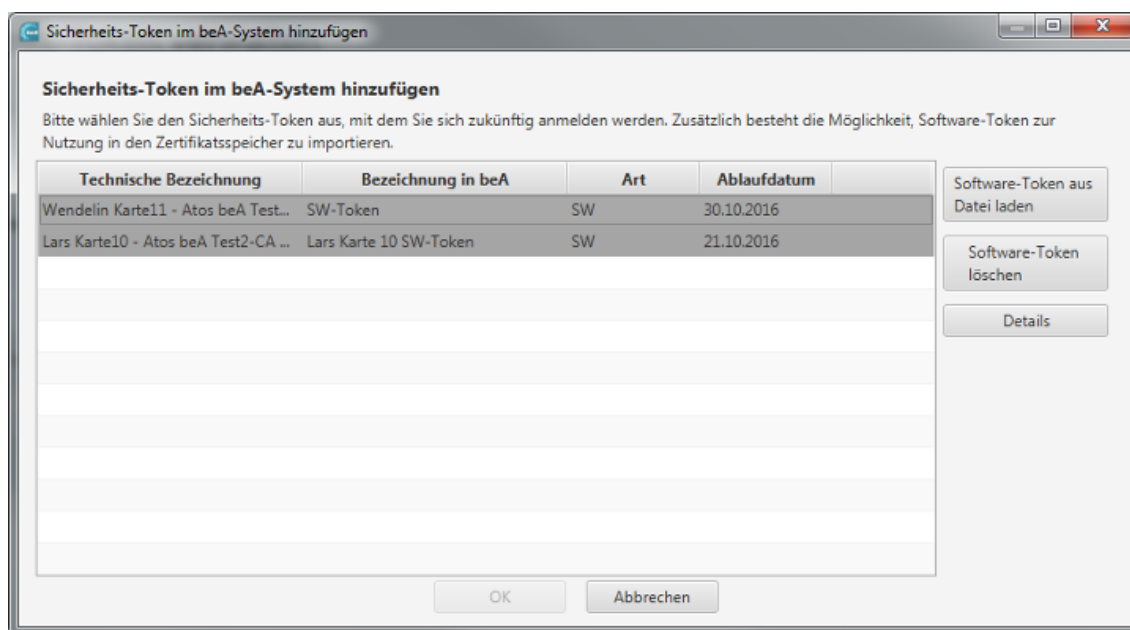 Sicherheits-Token im beA-System hinzufügen
Sicherheits-Token im beA-System hinzufügen
Bitte wählen Sie den Sicherheits-Token aus, mit dem Sie sich zukünftig anmelden werden. Zusätzlich besteht die Möglichkeit, Software-Token zur
Nutzung in den Zertifikatsspeicher zu importieren.
Technische Bezeichnung Bezeichnung in beA Art Ablaufdatum
Wendelin Karte11 - Atos beA Test... SW-Token SW 30.10.2016
Lars Karte10 - Atos beA Test2-CA ... Lars Karte 10 SW-Token SW 21.10.2016
Software-Token aus
Datei laden
Software-Token
löschen
Details
OK Abbrechen